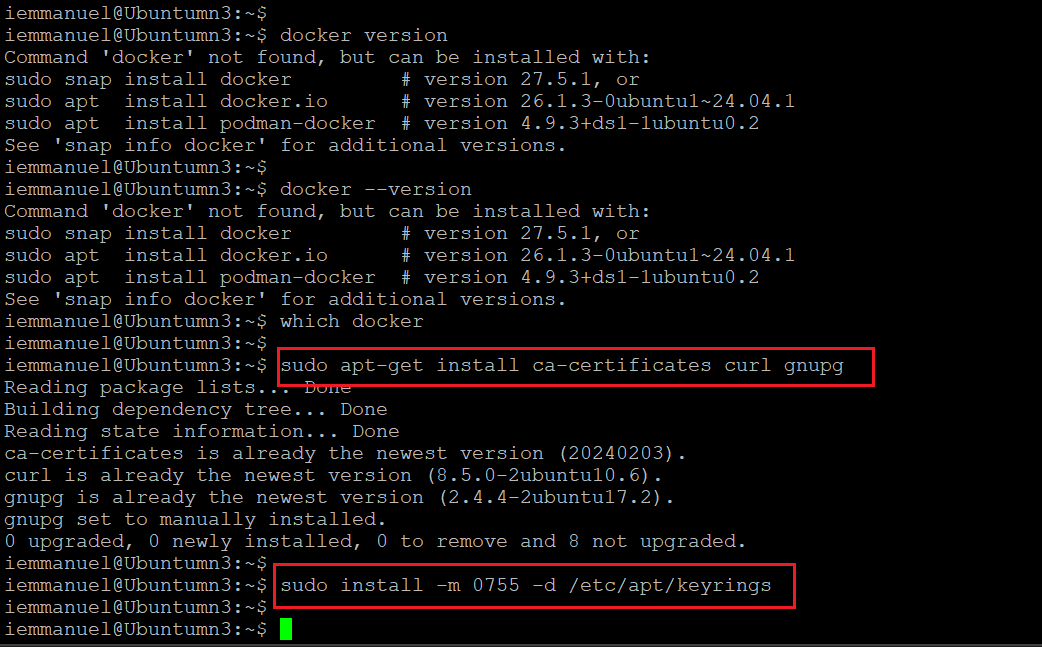 iemmanuel@Ubuntumn3:~$
iemmanuel@Ubuntumn3:~$ docker version
Command 'docker' not found, but can be installed with:
sudo snap install docker         # version 27.5.1, or
sudo apt  install docker.io      # version 26.1.3-0ubuntu1~24.04.1
sudo apt  install podman-docker  # version 4.9.3+ds1-1ubuntu0.2
See 'snap info docker' for additional versions.
iemmanuel@Ubuntumn3:~$
iemmanuel@Ubuntumn3:~$ docker --version
Command 'docker' not found, but can be installed with:
sudo snap install docker         # version 27.5.1, or
sudo apt  install docker.io      # version 26.1.3-0ubuntu1~24.04.1
sudo apt  install podman-docker  # version 4.9.3+ds1-1ubuntu0.2
See 'snap info docker' for additional versions.
iemmanuel@Ubuntumn3:~$ which docker
iemmanuel@Ubuntumn3:~$
iemmanuel@Ubuntumn3:~$ sudo apt-get install ca-certificates curl gnupg
Reading package lists... Done
Building dependency tree... Done
Reading state information... Done
ca-certificates is already the newest version (20240203).
curl is already the newest version (8.5.0-2ubuntu10.6).
gnupg is already the newest version (2.4.4-2ubuntu17.2).
gnupg set to manually installed.
0 upgraded, 0 newly installed, 0 to remove and 8 not upgraded.
iemmanuel@Ubuntumn3:~$
iemmanuel@Ubuntumn3:~$ sudo install -m 0755 -d /etc/apt/keyrings
iemmanuel@Ubuntumn3:~$
iemmanuel@Ubuntumn3:~$